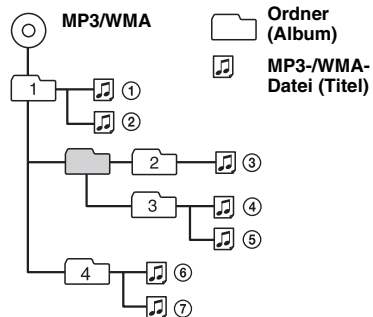 MP3/WMA
Ordner
(Album)
MP3-/WMA-
Datei (Titel)
1
①
②
2
③
3
④
⑤
4
⑥
⑦